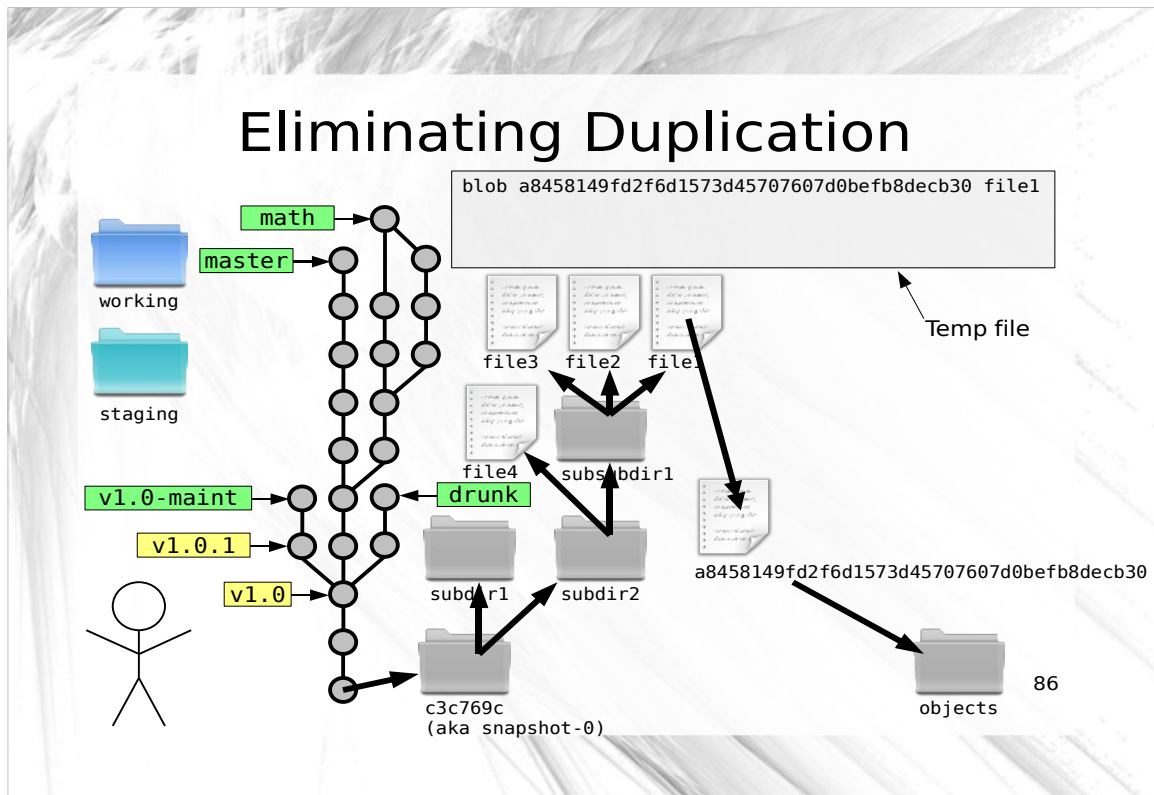 Eliminating Duplication
blob a8458149fd2f6d1573d45707607d0befb8decb30 file1
math
master
working
Temp file
file3
file2
file1
staging
file4
subsubdir1
v1.0-maint
drunk
v1.0.1
a8458149fd2f6d1573d45707607d0befb8decb30
v1.0
subdir1
subdir2
86
c3c769c
(aka snapshot-0)
objects